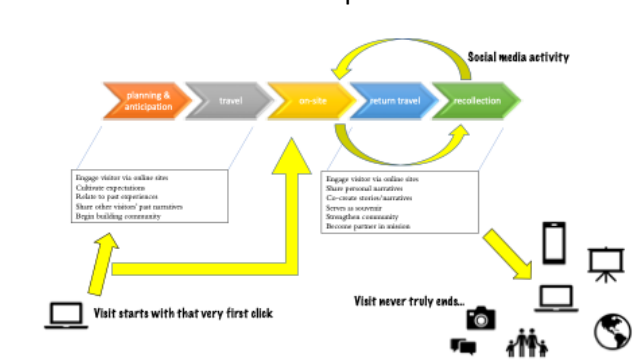 Social media activity
planning &
anticipation
travel
on-site
return travel
recollection
Engage visitor via online sites
Cultivate expectations
Relate to past experiences
Share other visitors' past narratives
Begin building community
Engage visitor via online sites
Share personal narratives
Co-create stories/narratives
Serves as souvenir
Strengthen community
Become partner in mission
Visit starts with that very first click
Visit never truly ends...